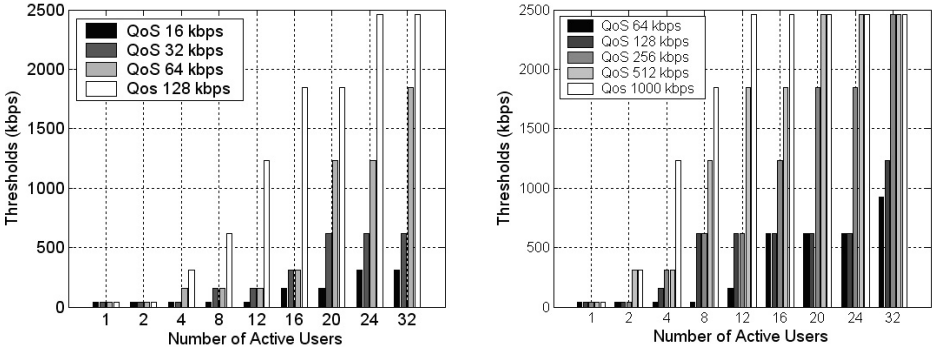 2500
2000
1500
1000
500
0
Thresholds (kbps)
QoS 16 kbps
QoS 32 kbps
QoS 64 kbps
Qos 128 kbps
1 2 4 8 12 16 20 24 32
Number of Active Users
2500
2000
1500
1000
500
0
Thresholds (kbps)
QoS 64 kbps
QoS 128 kbps
QoS 256 kbps
QoS 512 kbps
Qos 1000 kbps
1 2 4 8 12 16 20 24 32
Number of Active Users